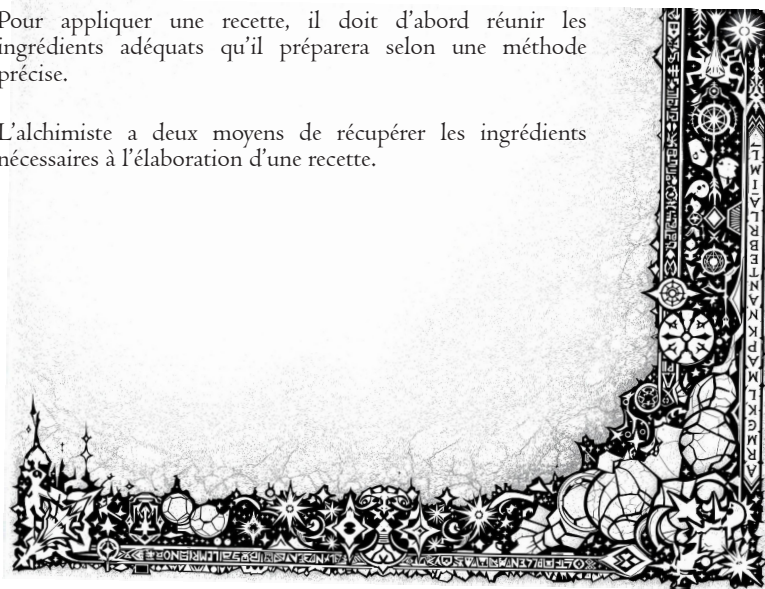 Pour appliquer une recette, il doit d’abord réunir les
ingrédients adéquats qu’il préparera selon une méthode
précise.
L’alchimiste a deux moyens de récupérer les ingrédients
nécessaires à l’élaboration d’une recette.